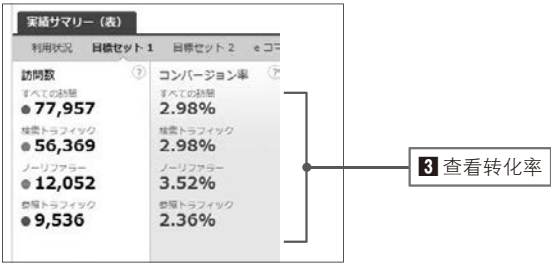 実績サマリー（表）
利用状況 目標セット 1 目標セット 2 e コマ
訪問数 ? コンバージョン率 ?
すべての訪問 すべての訪問
77,957 2.98%
検索トラフィック 検索トラフィック
56,369 2.98%
ノーリファラー ノーリファラー
12,052 3.52%
参照トラフィック 参照トラフィック
9,536 2.36%
3 查看转化率